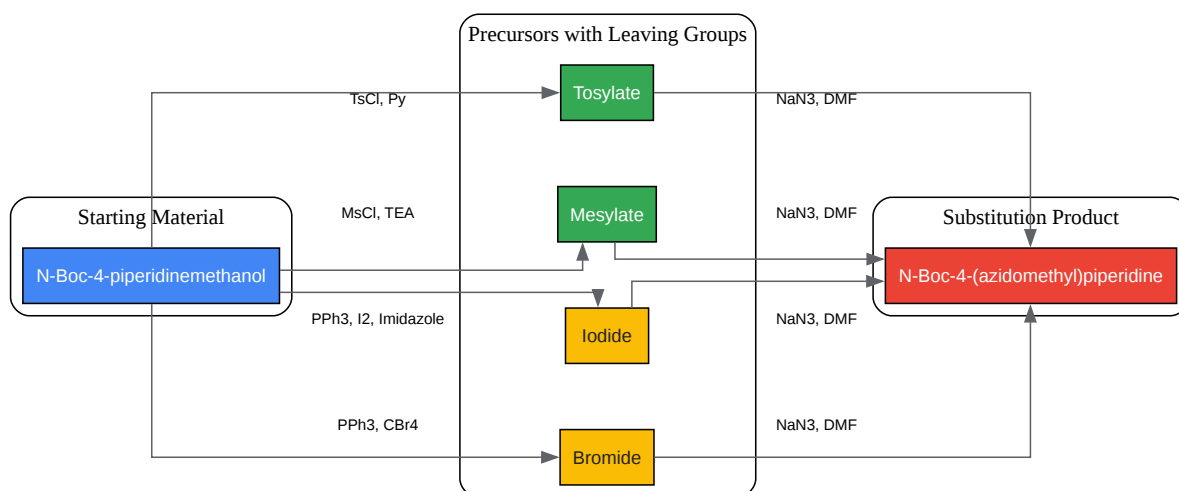 Precursors with Leaving Groups
Tosylate
TsCl, Py
NaN3, DMF
Starting Material
MsCl, TEA
Mesylate
NaN3, DMF
Substitution Product
N-Boc-4-piperidinemethanol
N-Boc-4-(azidomethyl)piperidine
PPh3, I2, Imidazole
Iodide
NaN3, DMF
PPh3, CBr4
Bromide
NaN3, DMF